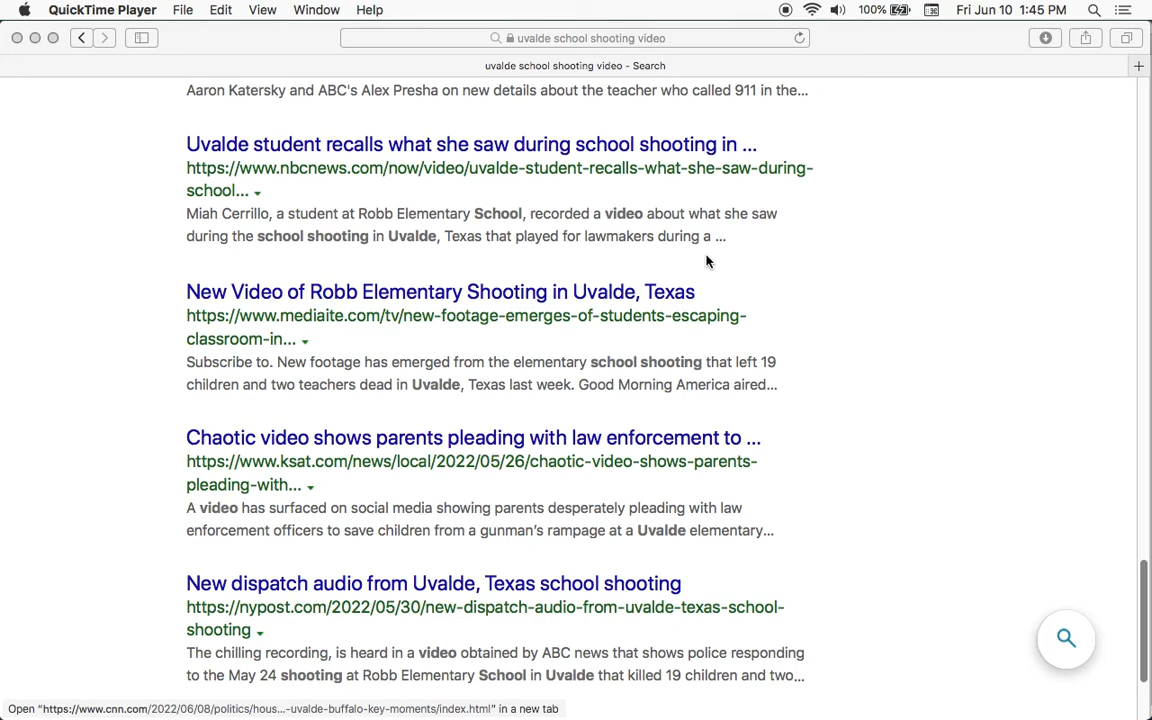 QuickTime Player File Edit View Window Help 100% Fri Jun 10 1:45 PM
uvalde school shooting video
uvalde school shooting video - Search
Aaron Katersky and ABC's Alex Presha on new details about the teacher who called 911 in the...
Uvalde student recalls what she saw during school shooting in ...
https://www.nbcnews.com/now/video/uvalde-student-recalls-what-she-saw-during-
school...
Miah Cerrillo, a student at Robb Elementary School, recorded a video about what she saw
during the school shooting in Uvalde, Texas that played for lawmakers during a ...
New Video of Robb Elementary Shooting in Uvalde, Texas
https://www.mediaite.com/tv/new-footage-emerges-of-students-escaping-
classroom-in...
Subscribe to. New footage has emerged from the elementary school shooting that left 19
children and two teachers dead in Uvalde, Texas last week. Good Morning America aired...
Chaotic video shows parents pleading with law enforcement to ...
https://www.ksat.com/news/local/2022/05/26/chaotic-video-shows-parents-
pleading-with...
A video has surfaced on social media showing parents desperately pleading with law
enforcement officers to save children from a gunman's rampage at a Uvalde elementary...
New dispatch audio from Uvalde, Texas school shooting
https://nypost.com/2022/05/30/new-dispatch-audio-from-uvalde-texas-school-
shooting
The chilling recording, is heard in a video obtained by ABC news that shows police responding
to the May 24 shooting at Robb Elementary School in Uvalde that killed 19 children and two...
Open "https://www.cnn.com/2022/06/08/politics/hous...-uvalde-buffalo-key-moments/index.html" in a new tab